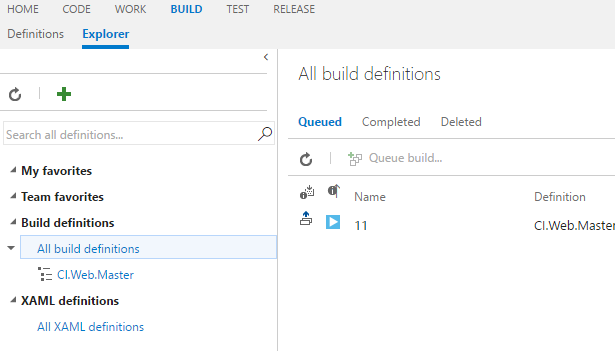 HOME CODE WORK BUILD TEST RELEASE
Definitions Explorer
All build definitions
Queued Completed Deleted
Search all definitions...
Queue build...
My favorites
Team favorites
Name Definition
Build definitions
11 CI.Web.Master
All build definitions
CI.Web.Master
XAML definitions
All XAML definitions